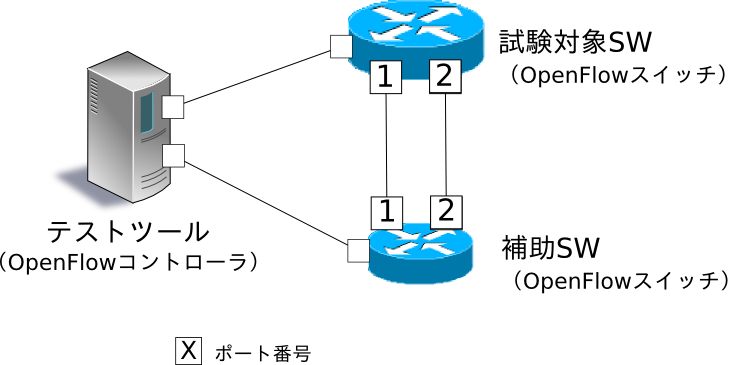 試験対象SW
（OpenFlowスイッチ）
1 2
1 2
テストツール
（OpenFlowコントローラ）
補助SW
（OpenFlowスイッチ）
X ポート番号